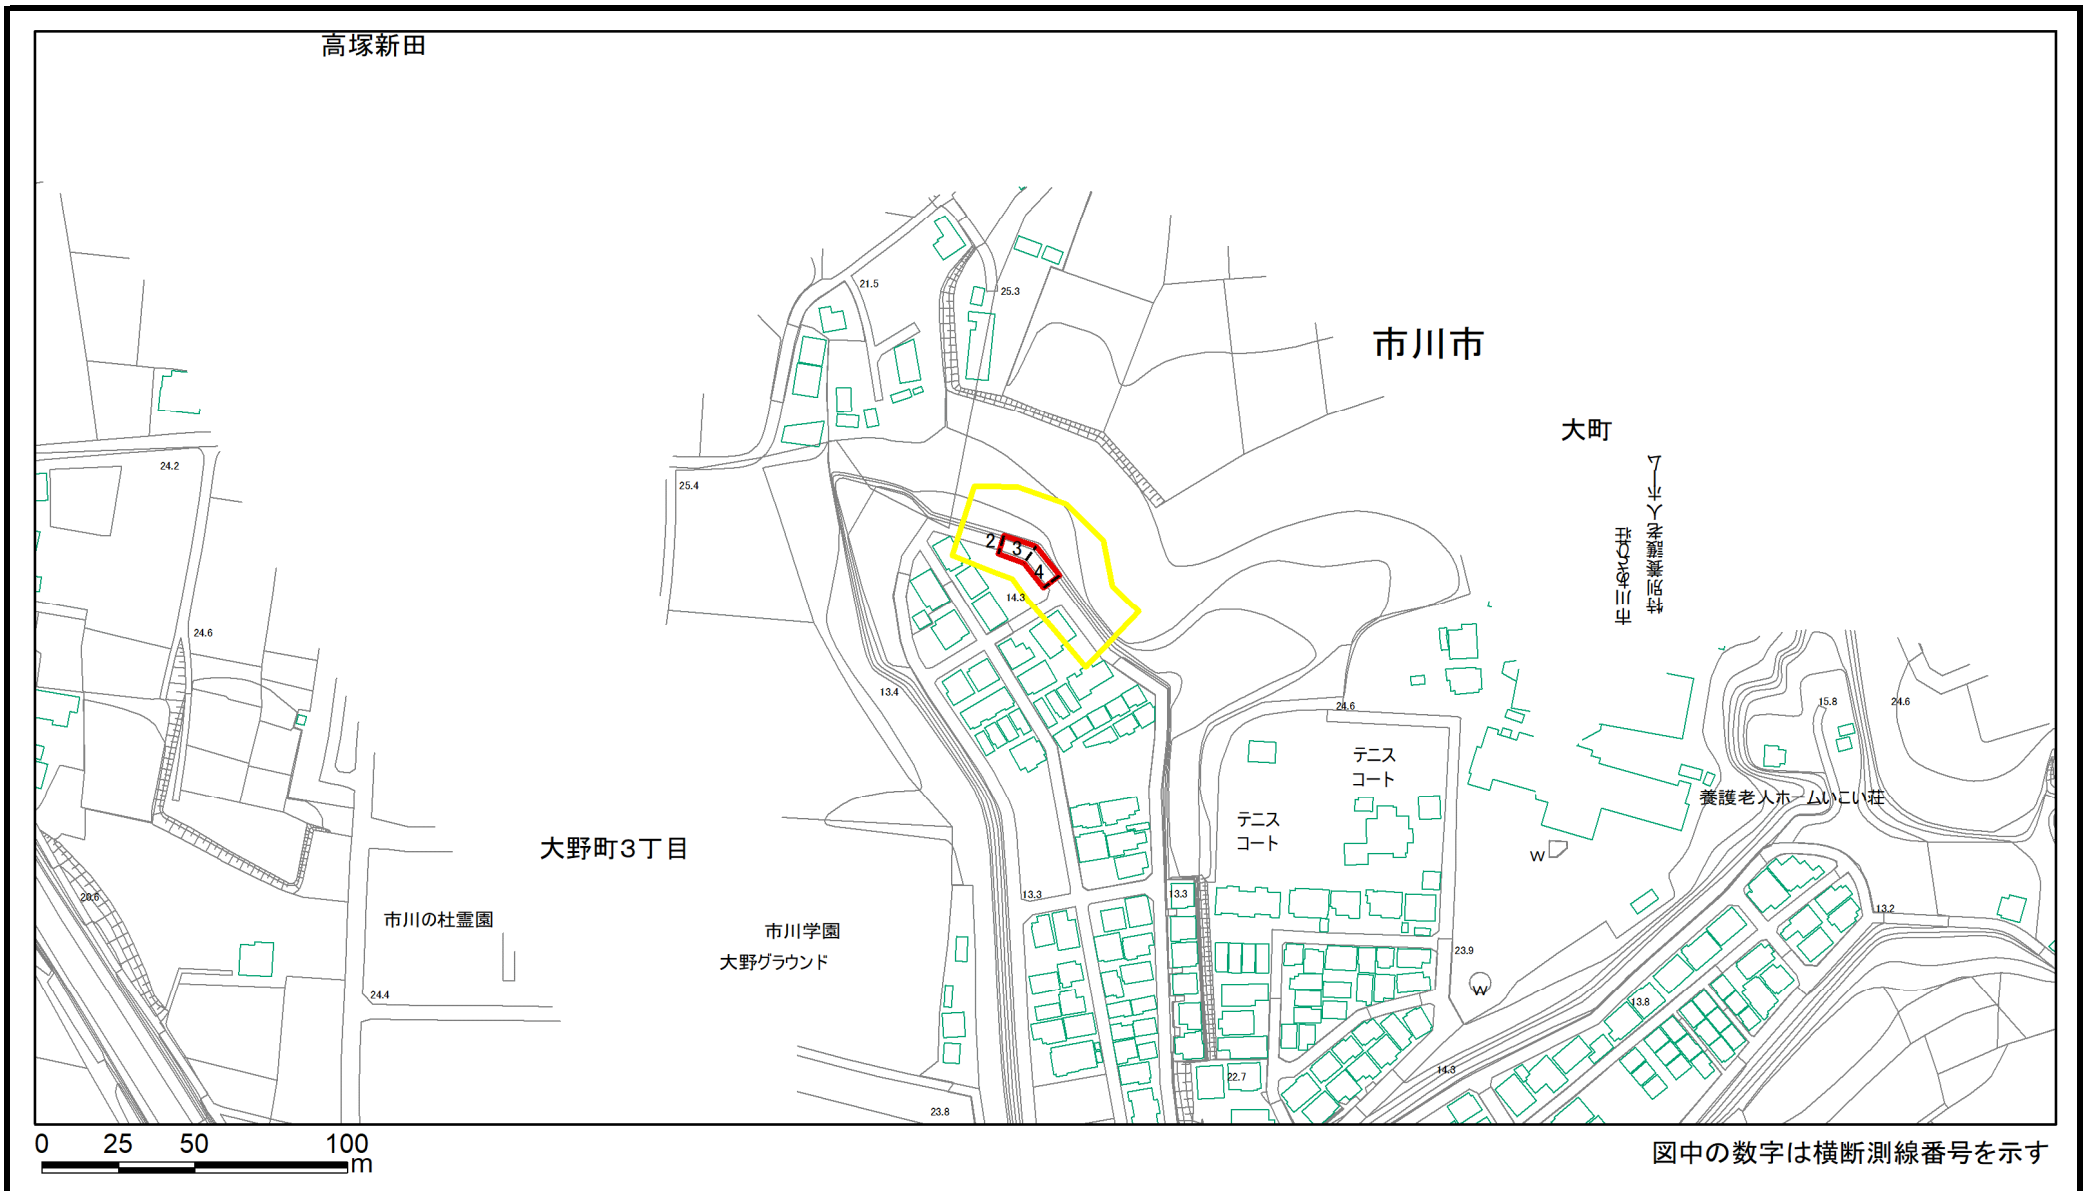 高塚新田
21.5
25.3
市川市
大町
24.2
25.4
特別養護老人ホーム
市川あさひ荘
2
3
4
14.3
24.6
13.4
24.6
15.8
24.6
テニス
コート
テニス
コート
養護老人ホームいこい荘
大野町3丁目
W
20.6
市川の杜霊園
13.3
13.3
13.2
市川学園
大野グラウンド
23.9
24.4
W
13.8
14.3
22.7
23.8
0 25 50 100
m
図中の数字は横断測線番号を示す